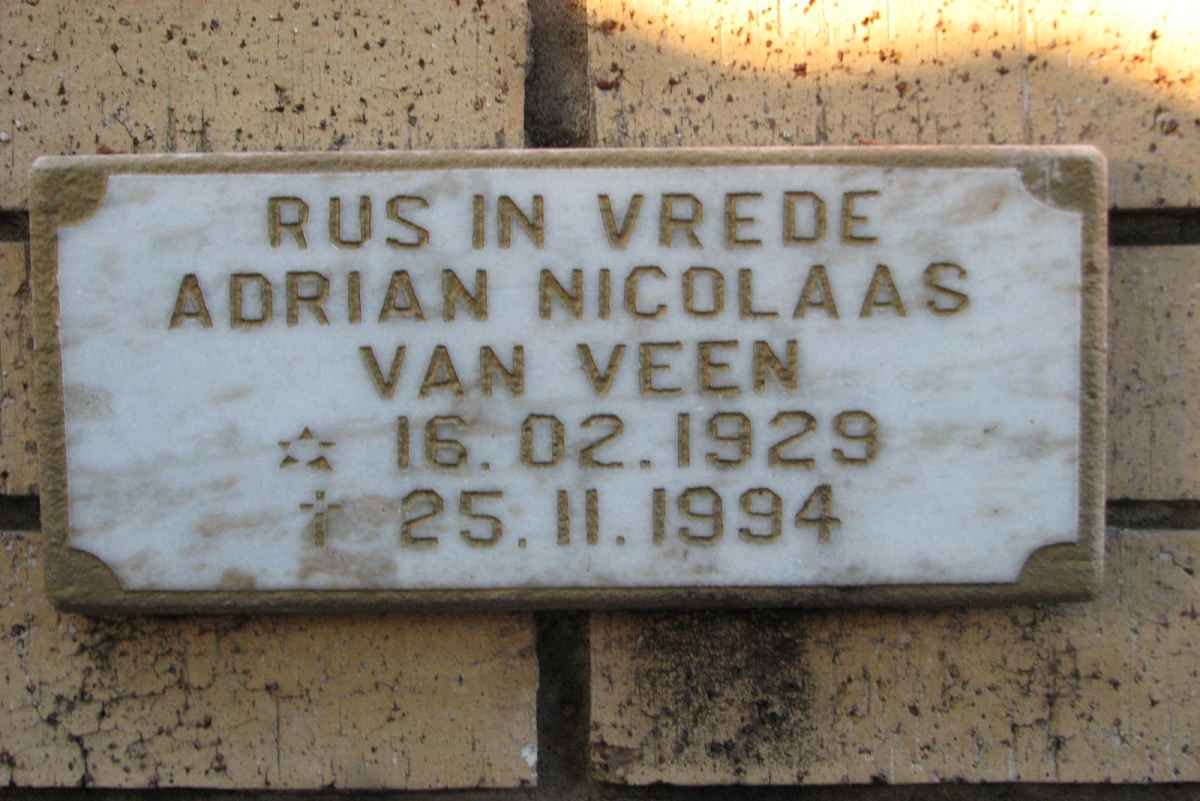 RUS IN VREDE
ADRIAN NICOLAAS
VAN VEEN
☆ 16.02.1929
† 25.11.1994